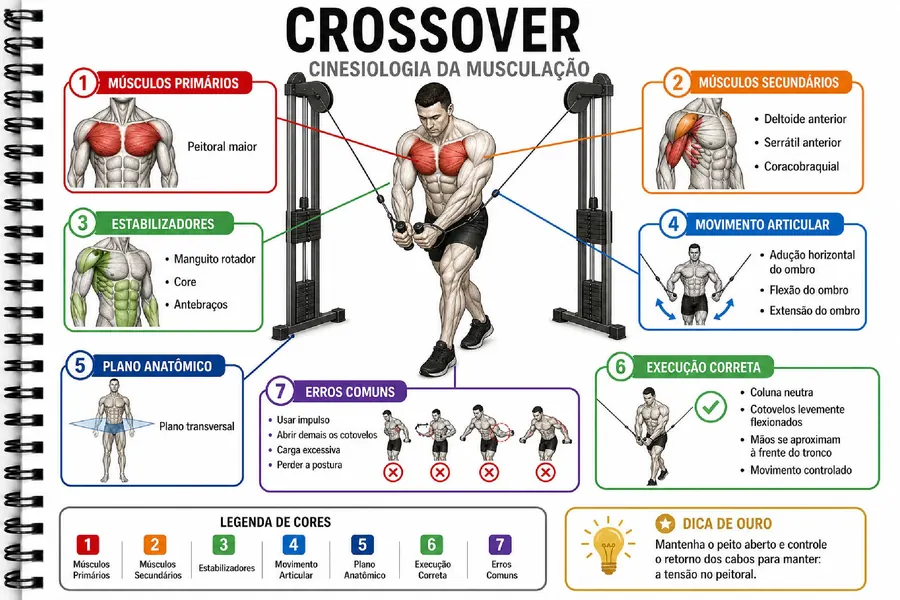 CROSSOVER
CINESIOLOGIA DA MUSCULAÇÃO
1 MÚSCULOS PRIMÁRIOS
Peitoral maior
2 MÚSCULOS SECUNDÁRIOS
• Deltoide anterior
• Serrátil anterior
• Coracobraquial
3 ESTABILIZADORES
• Manguito rotador
• Core
• Antebraços
4 MOVIMENTO ARTICULAR
• Adução horizontal
do ombro
• Flexão do ombro
• Extensão do ombro
5 PLANO ANATÔMICO
Plano transversal
7 ERROS COMUNS
• Usar impulso
• Abrir demais os cotovelos
• Carga excessiva
• Perder a postura
6 EXECUÇÃO CORRETA
• Coluna neutra
• Cotovelos levemente
flexionados
• Mãos se aproximam
à frente do tronco
• Movimento controlado
LEGENDA DE CORES
1
Músculos
Primários
2
Músculos
Secundários
3
Estabilizadores
4
Movimento
Articular
5
Plano
Anatômico
6
Execução
Correta
7
Erros
Comuns
DICA DE OURO
Mantenha o peito aberto e controle
o retorno dos cabos para manter:
a tensão no peitoral.